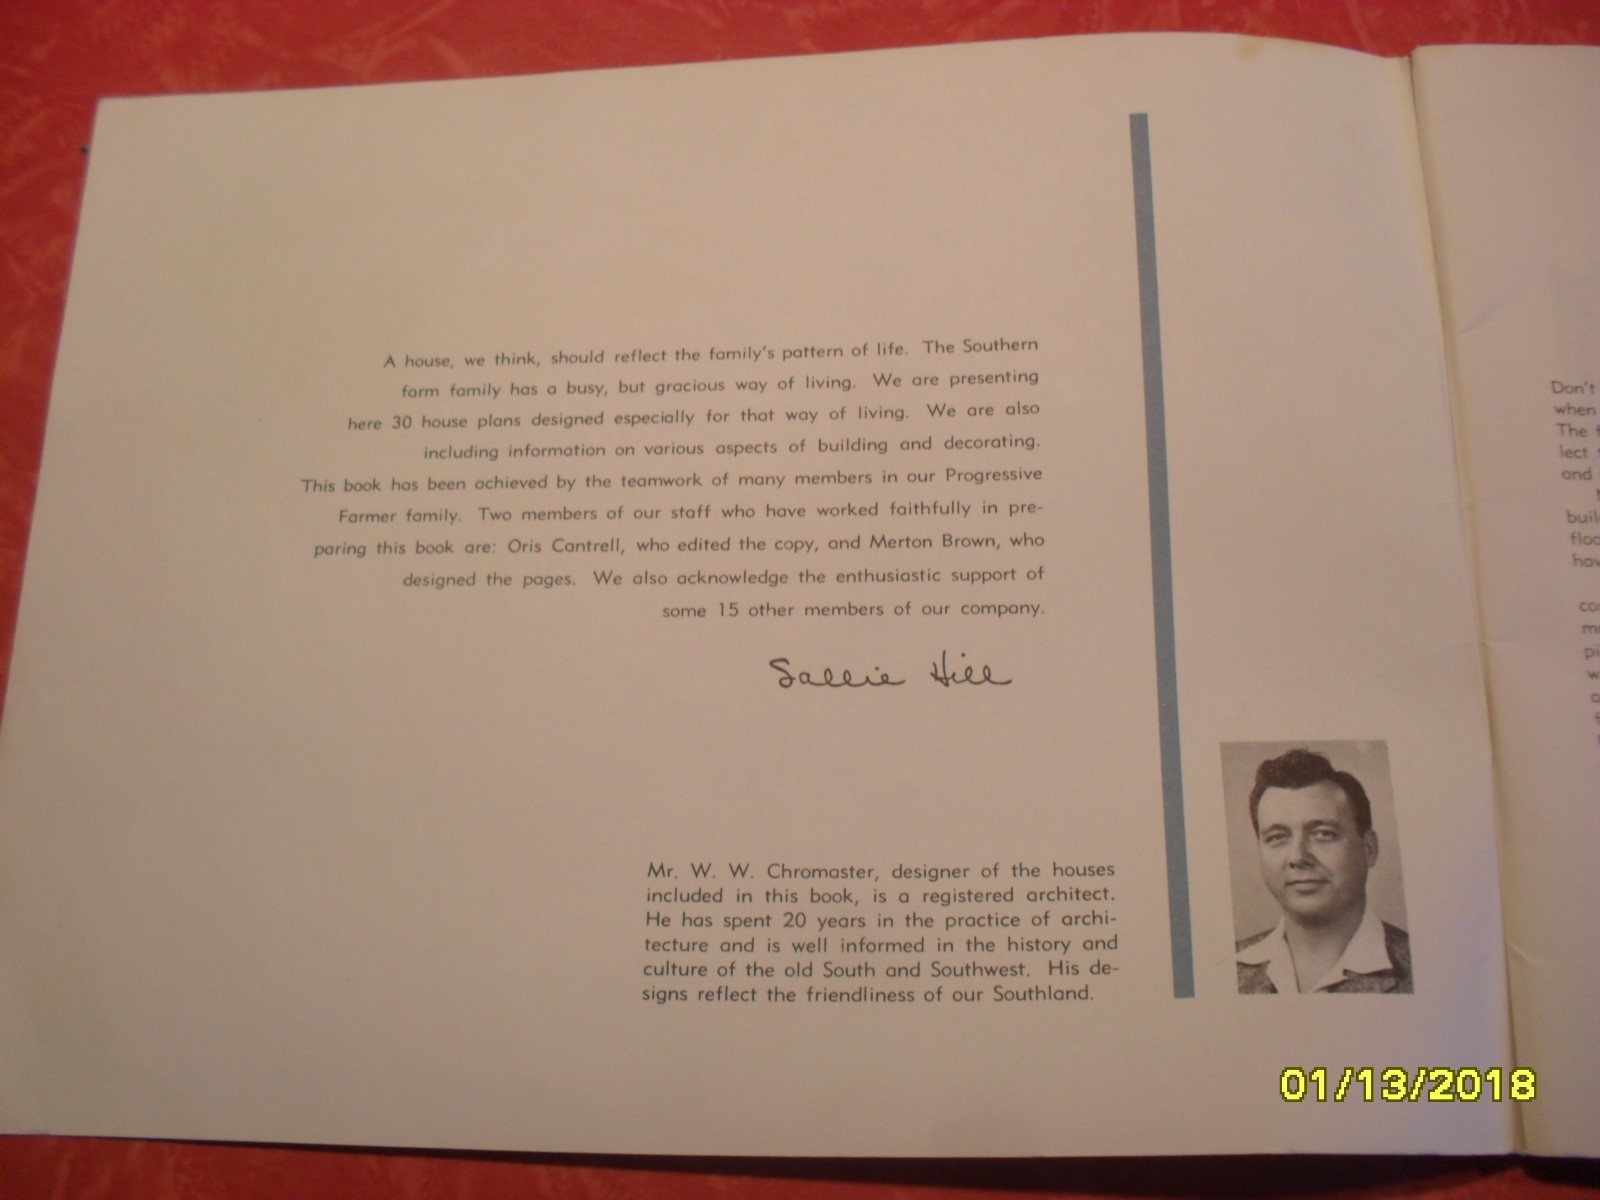 A house, we think, should reflect the family's pattern of life. The Southern
farm family has a busy, but gracious way of living. We are presenting
here 30 house plans designed especially for that way of living. We are also
including information on various aspects of building and decorating.
This book has been achieved by the teamwork of many members in our Progressive
Farmer family. Two members of our staff who have worked faithfully in pre-
paring this book are: Oris Cantrell, who edited the copy, and Merton Brown, who
designed the pages. We also acknowledge the enthusiastic support of
some 15 other members of our company.
Sallie Hill
Mr. W. W. Chromaster, designer of the houses
included in this book, is a registered architect.
He has spent 20 years in the practice of archi-
tecture and is well informed in the history and
culture of the old South and Southwest. His de-
signs reflect the friendliness of our Southland.
Don't
when
The
lect
and
01/13/2018